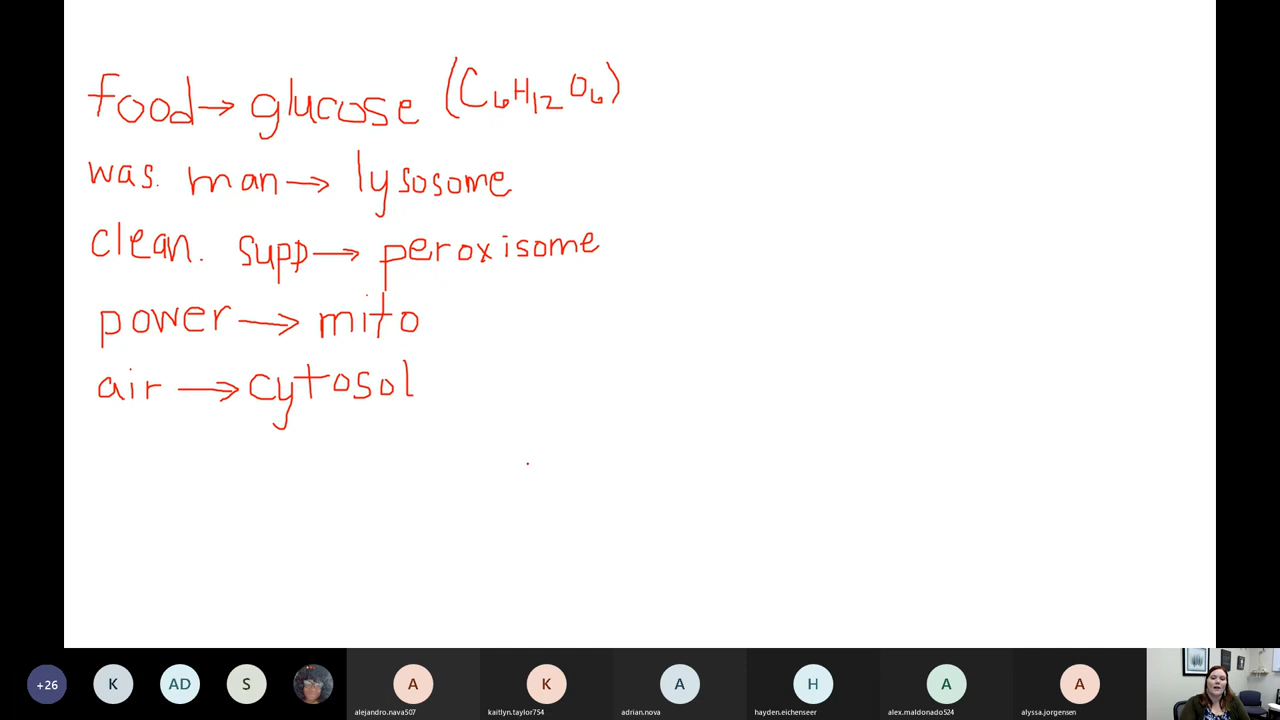 food → glucose (C₆H₁₂O₆)
was. man → lysosome
clean. supp → peroxisome
power → mito
air → cytosol
+26
K
AD
S
A
K
A
H
A
A
alejandro.nava507
kaitlyn.taylor754
adrian.nova
hayden.eichenseer
alex.maldonado524
alyssa.jorgensen